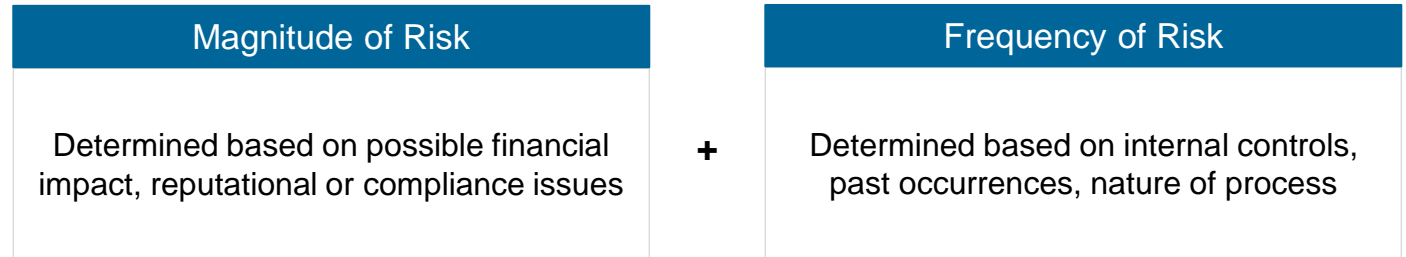 Magnitude of Risk
Determined based on possible financial
impact, reputational or compliance issues
+
Frequency of Risk
Determined based on internal controls,
past occurrences, nature of process